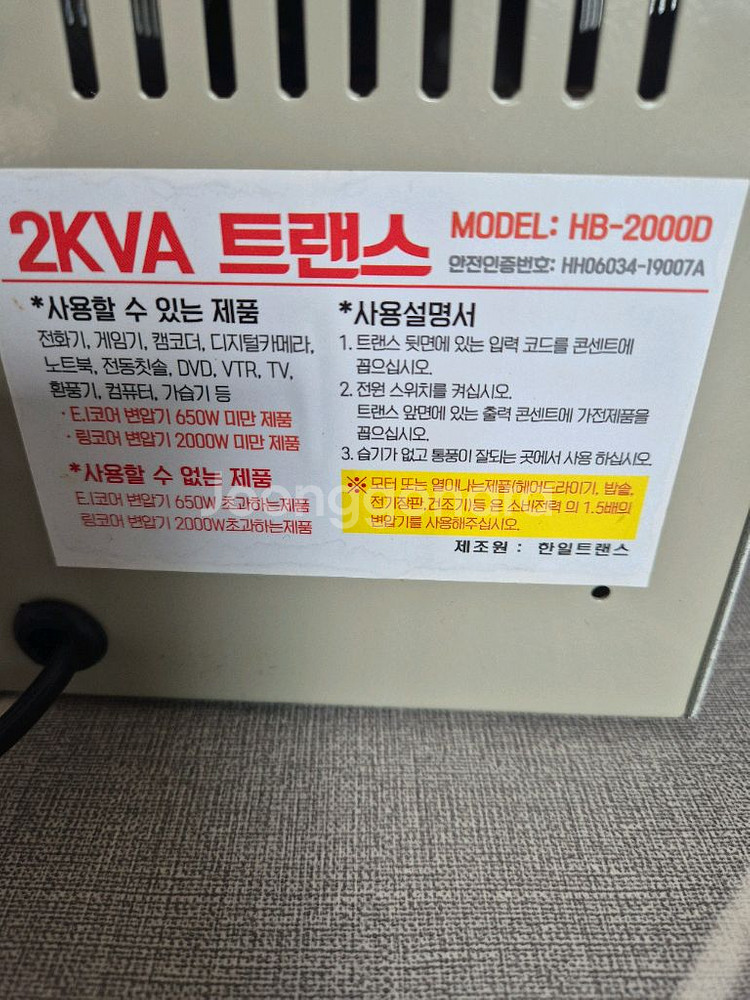 2KVA 트랜스
MODEL: HB-2000D
안전인증번호: HH06034-19007A
*사용할 수 있는 제품
전화기, 게임기, 캠코더, 디지털카메라,
노트북, 전동칫솔, DVD, VTR, TV,
환풍기, 컴퓨터, 가습기 등
· E.I.코어 변압기 650W 미만 제품
· 링코어 변압기 2000W 미만 제품
*사용할 수 없는 제품
E.I.코어 변압기 650W 초과하는제품
링코어 변압기 2000W초과하는제품
*사용설명서
1. 트랜스 뒷면에 있는 입력 코드를 콘센트에
꼽으십시오.
2. 전원 스위치를 켜십시오.
트랜스 앞면에 있는 출력 콘센트에 가전제품을
꼽으십시오.
3. 습기가 없고 통풍이 잘되는 곳에서 사용 하십시오.
※ 모터 또는 열이나는제품(헤어드라이기, 밥솥,
전기장판,건조기등 은 소비전력 의 1.5배의
변압기를 사용해주십시오.
제조원 : 한일트랜스